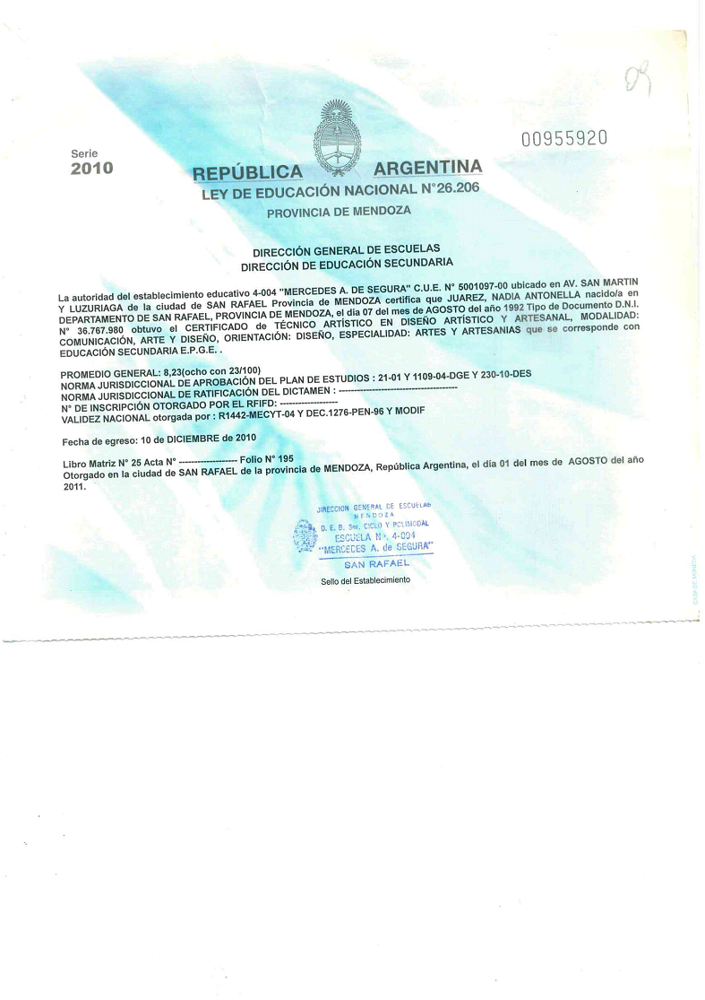 09
00955920
Serie
2010
REPÚBLICA ARGENTINA
LEY DE EDUCACIÓN NACIONAL N°26.206
PROVINCIA DE MENDOZA
DIRECCIÓN GENERAL DE ESCUELAS
DIRECCIÓN DE EDUCACIÓN SECUNDARIA
La autoridad del establecimiento educativo 4-004 "MERCEDES A. DE SEGURA" C.U.E. N° 5001097-00 ubicado en AV. SAN MARTIN
Y LUZURIAGA de la ciudad de SAN RAFAEL Provincia de MENDOZA certifica que JUAREZ, NADIA ANTONELLA nacido/a en
DEPARTAMENTO DE SAN RAFAEL, PROVINCIA DE MENDOZA, el día 07 del mes de AGOSTO del año 1992 Tipo de Documento D.N.I.
N° 36.767.980 obtuvo el CERTIFICADO de TÉCNICO ARTÍSTICO EN DISEÑO ARTÍSTICO Y ARTESANAL, MODALIDAD:
COMUNICACIÓN, ARTE Y DISEÑO, ORIENTACIÓN: DISEÑO, ESPECIALIDAD: ARTES Y ARTESANIAS que se corresponde con
EDUCACIÓN SECUNDARIA E.P.G.E. .
PROMEDIO GENERAL: 8,23(ocho con 23/100)
NORMA JURISDICCIONAL DE APROBACIÓN DEL PLAN DE ESTUDIOS : 21-01 Y 1109-04-DGE Y 230-10-DES
NORMA JURISDICCIONAL DE RATIFICACIÓN DEL DICTAMEN : ----------------------------------------
N° DE INSCRIPCIÓN OTORGADO POR EL RFIFD: --------------------
VALIDEZ NACIONAL otorgada por : R1442-MECYT-04 Y DEC.1276-PEN-96 Y MODIF
Fecha de egreso: 10 de DICIEMBRE de 2010
Libro Matriz N° 25 Acta N° -------------------- Folio N° 195
Otorgado en la ciudad de SAN RAFAEL de la provincia de MENDOZA, República Argentina, el día 01 del mes de AGOSTO del año
2011.
DIRECCION GENERAL DE ESCUELAS
MENDOZA
D. E. B. 3er. CICLO Y POLIMODAL
ESCUELA Nº. 4-004
"MERCEDES A. de SEGURA"
SAN RAFAEL
Sello del Establecimiento
CASA DE MONEDA